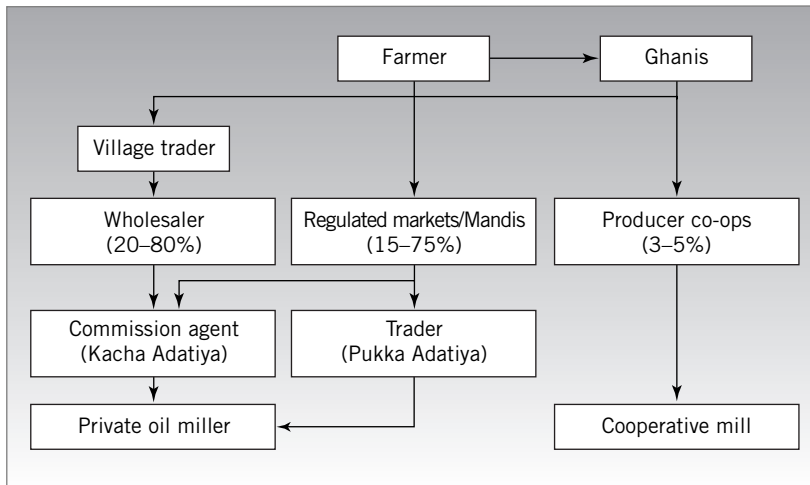 Farmer
Ghanis
Village trader
Wholesaler
(20–80%)
Regulated markets/Mandis
(15–75%)
Producer co-ops
(3–5%)
Commission agent
(Kacha Adatiya)
Trader
(Pukka Adatiya)
Private oil miller
Cooperative mill